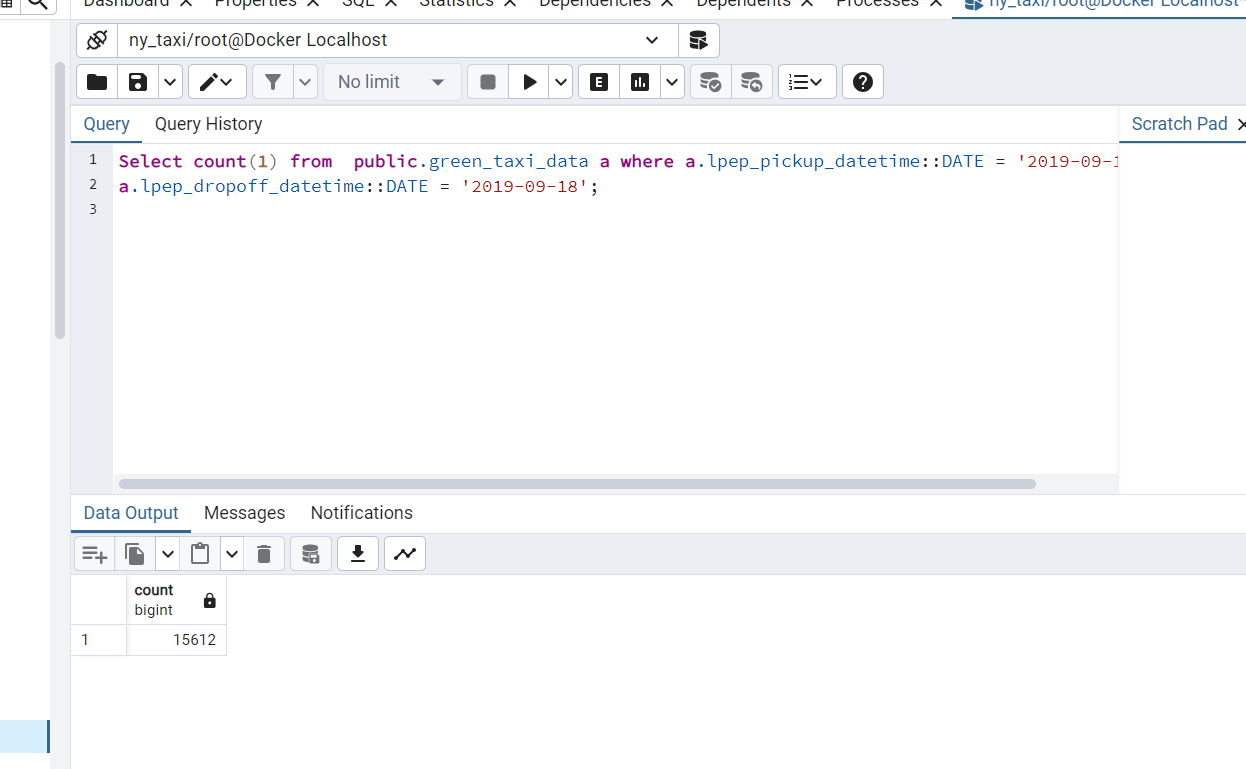 Dashboard Properties SQL Statistics Dependencies Dependents Processes ny_taxi/root@Docker Localhost
ny_taxi/root@Docker Localhost
No limit E
Query Query History Scratch Pad
1 Select count(1) from  public.green_taxi_data a where a.lpep_pickup_datetime::DATE = '2019-09-1
2 a.lpep_dropoff_datetime::DATE = '2019-09-18';
3
Data Output Messages Notifications
count
bigint
1 15612